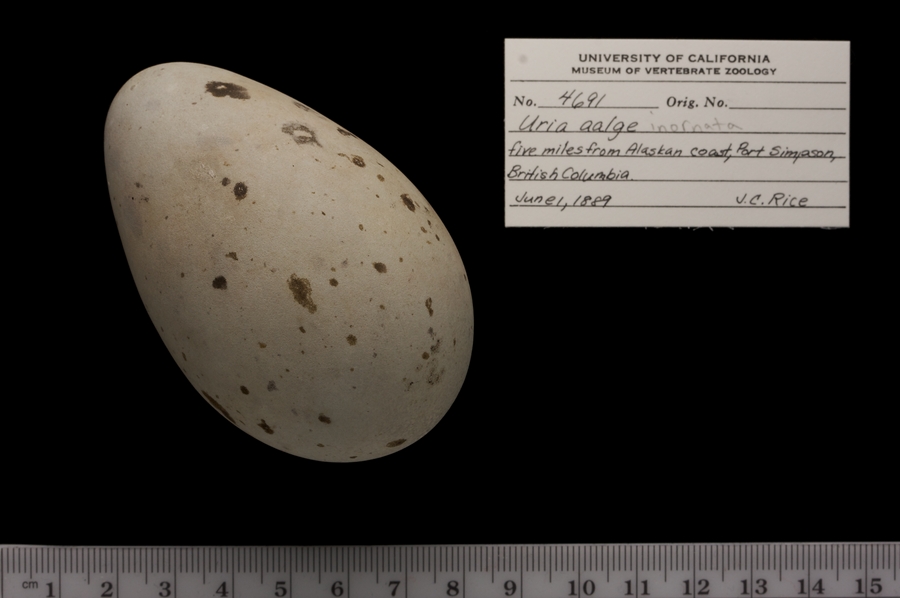 UNIVERSITY OF CALIFORNIA
MUSEUM OF VERTEBRATE ZOOLOGY
No. 4691 Orig. No.
Uria aalge inornata
five miles from Alaskan coast, Port Simpson,
British Columbia.
June 1, 1889 J.C. Rice
cm 1 2 3 4 5 6 7 8 9 10 11 12 13 14 15